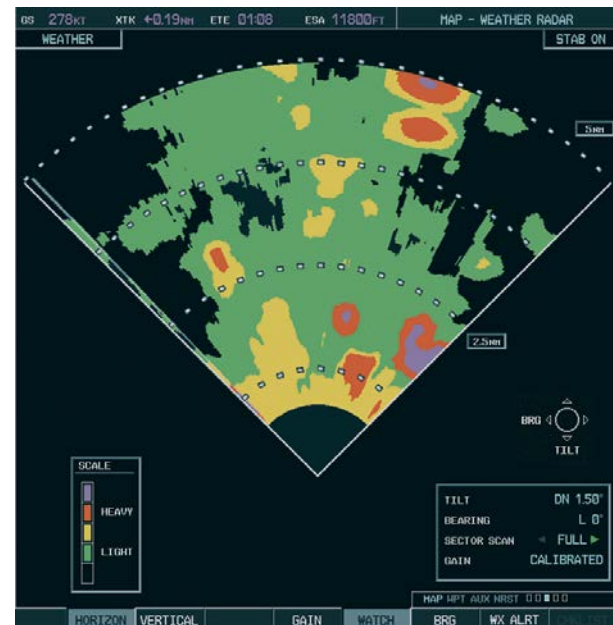 GS 278KT XTK ←0.19NM ETE 01:08 ESA 11800FT MAP - WEATHER RADAR
WEATHER STAB ON
5NM
2.5NM
BRG
TILT
SCALE
HEAVY
LIGHT
TILT DN 1.50°
BEARING L 0°
SECTOR SCAN FULL
GAIN CALIBRATED
MAP WPT AUX NRST
HORIZON VERTICAL GAIN WATCH BRG WX ALRT